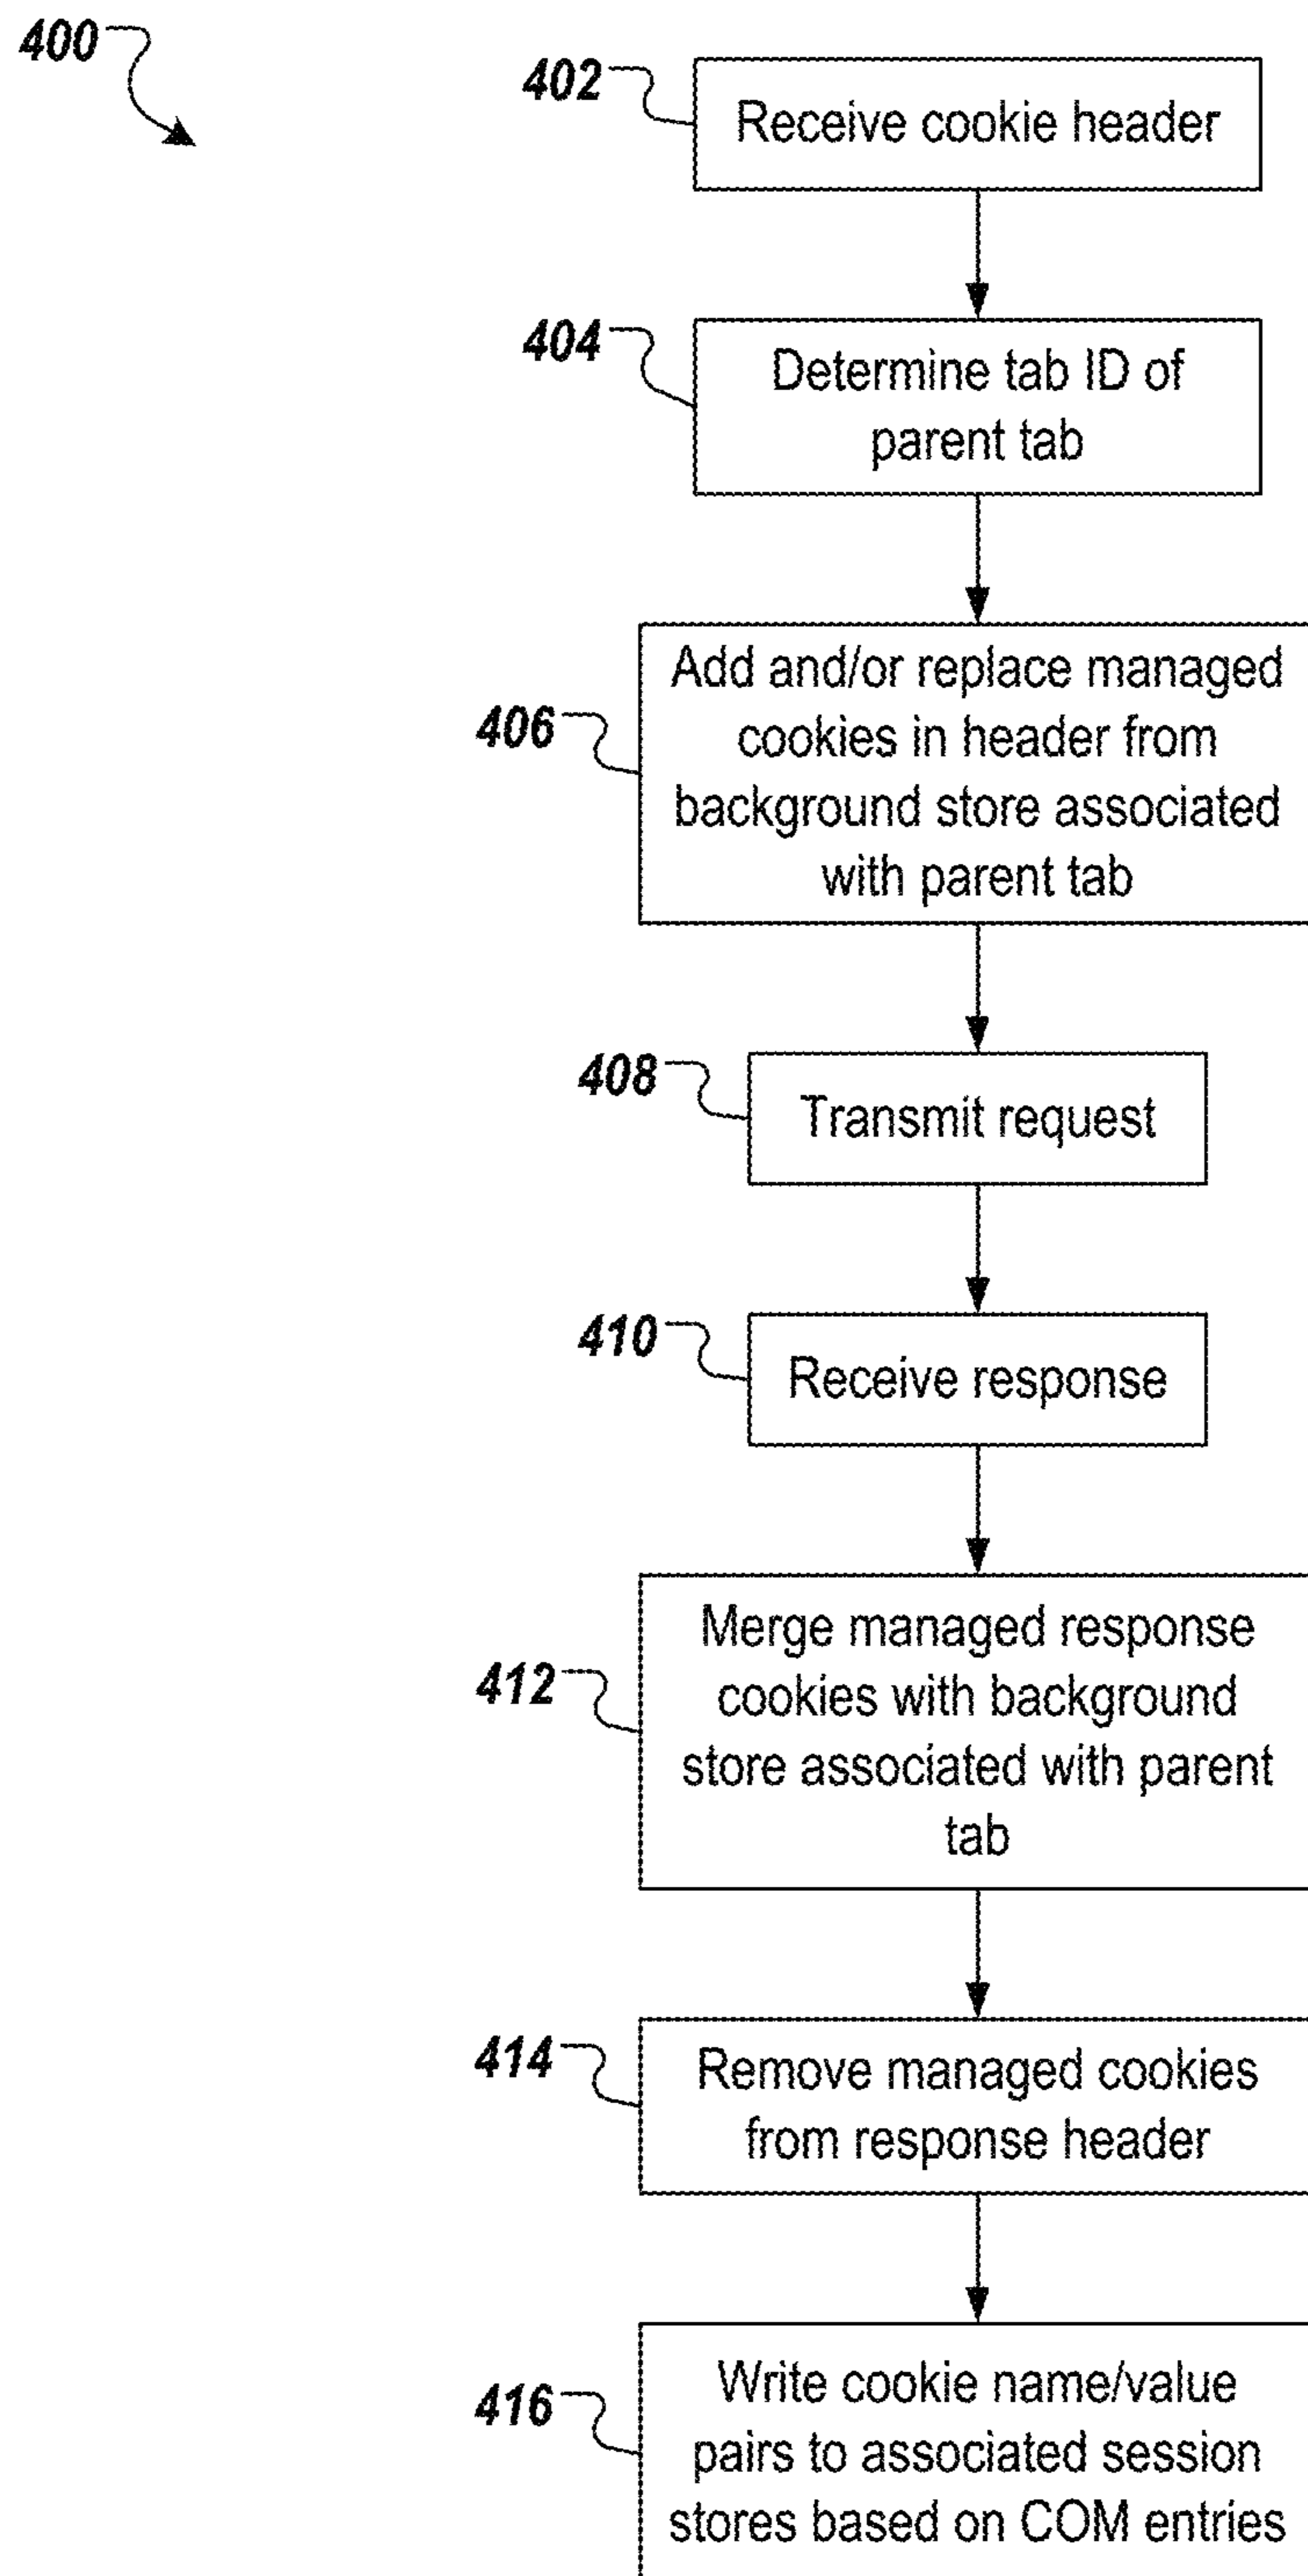 400
402
Receive cookie header
404
Determine tab ID of
parent tab
406
Add and/or replace managed
cookies in header from
background store associated
with parent tab
408
Transmit request
410
Receive response
412
Merge managed response
cookies with background
store associated with parent
tab
414
Remove managed cookies
from response header
416
Write cookie name/value
pairs to associated session
stores based on COM entries